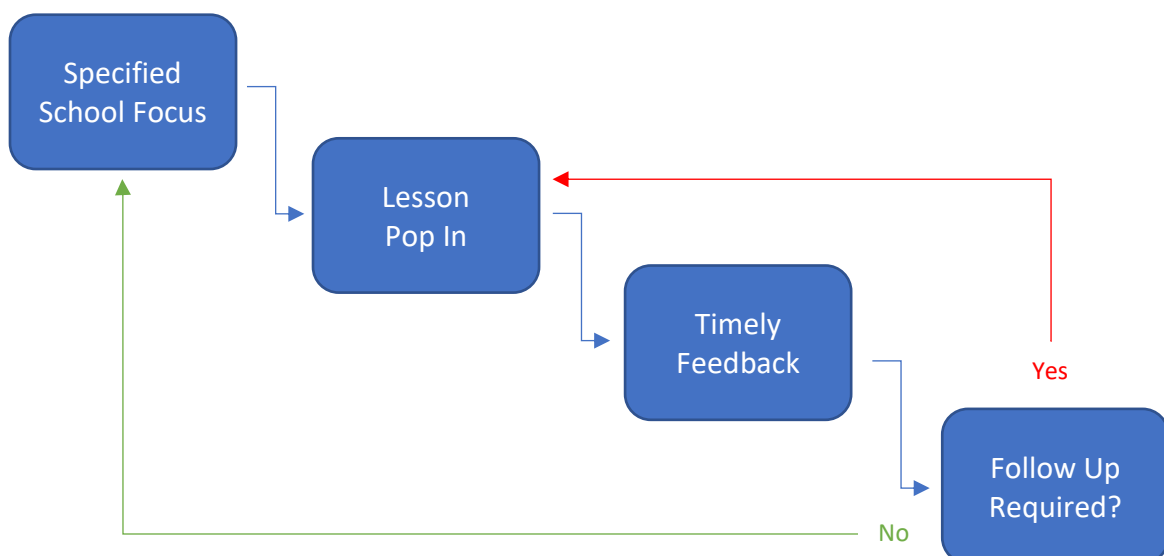 Specified
School Focus
Lesson
Pop In
Timely
Feedback
Yes
Follow Up
Required?
No